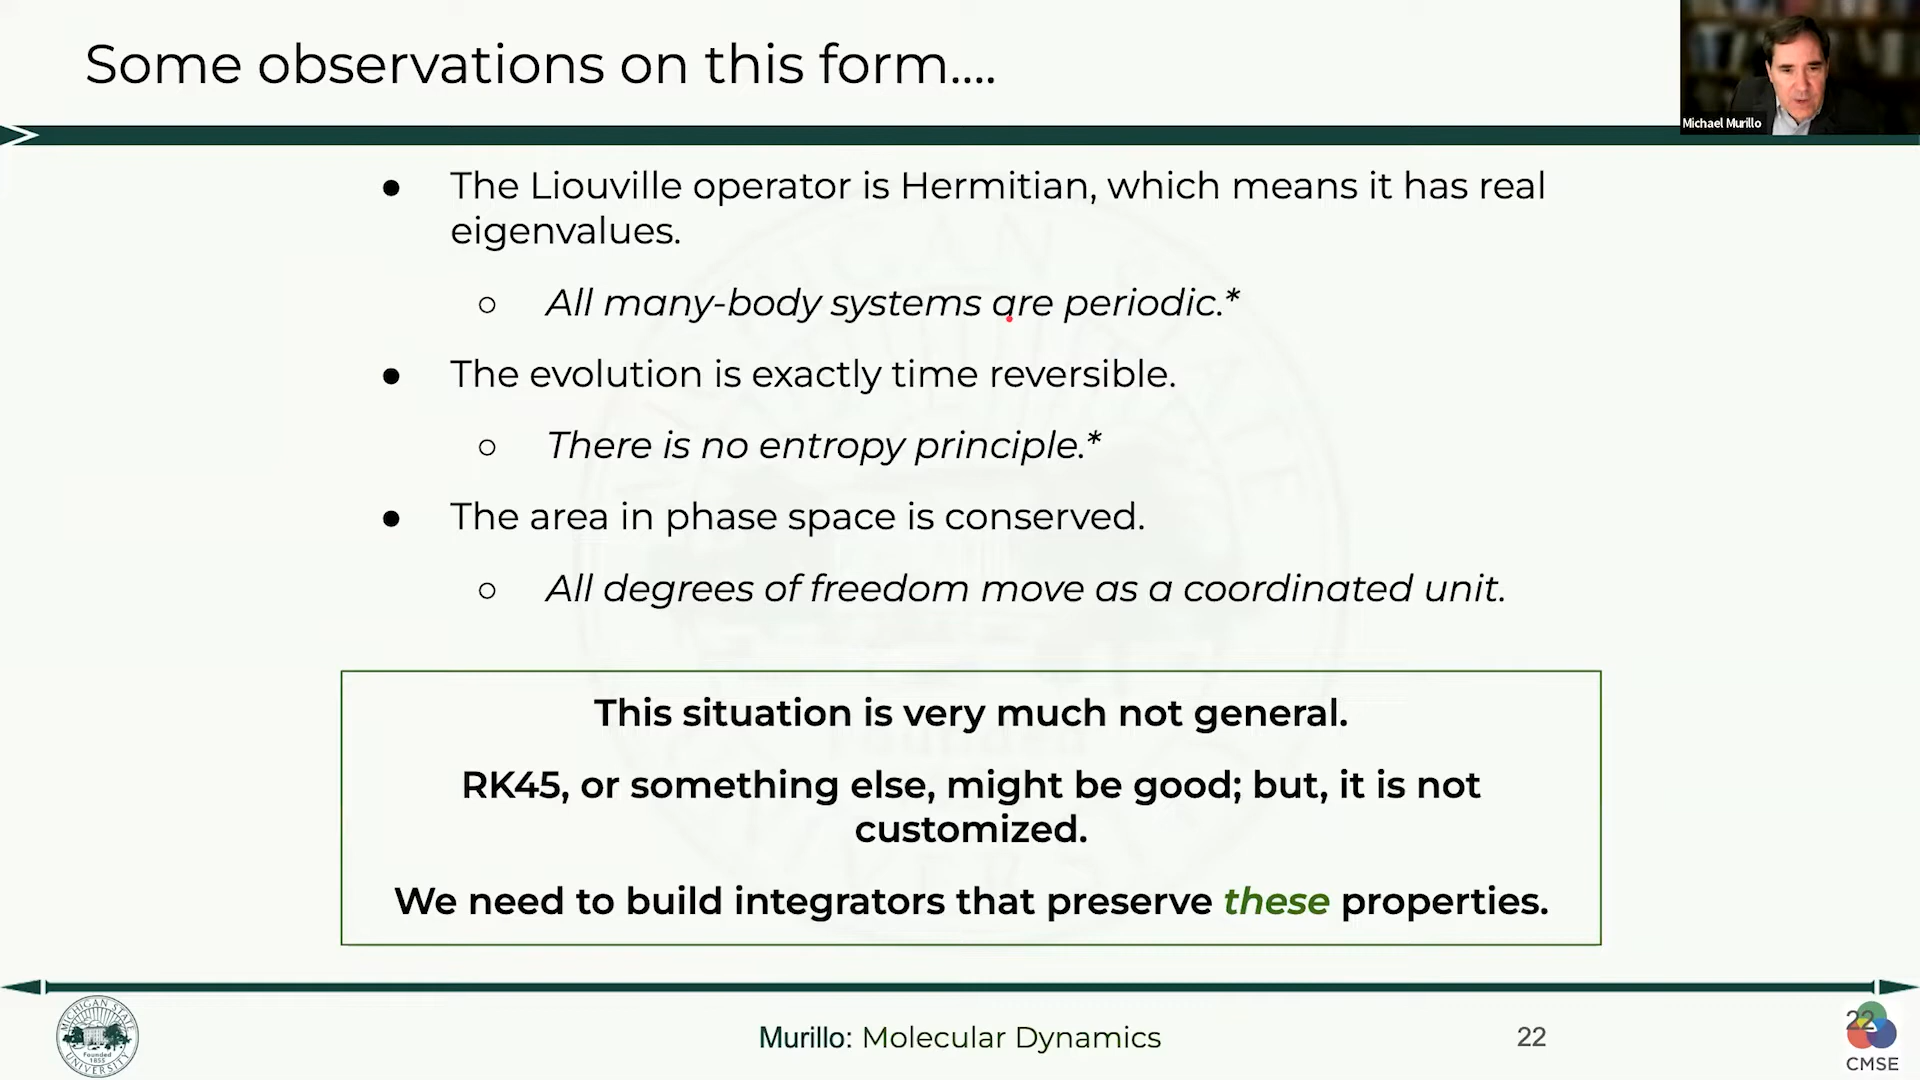 Some observations on this form....
Michael Murillo
● The Liouville operator is Hermitian, which means it has real
eigenvalues.
○ All many-body systems are periodic.*
● The evolution is exactly time reversible.
○ There is no entropy principle.*
● The area in phase space is conserved.
○ All degrees of freedom move as a coordinated unit.
This situation is very much not general.
RK45, or something else, might be good; but, it is not
customized.
We need to build integrators that preserve these properties.
MICHIGAN STATE
UNIVERSITY
Founded
1855
Murillo: Molecular Dynamics
22
22
CMSE